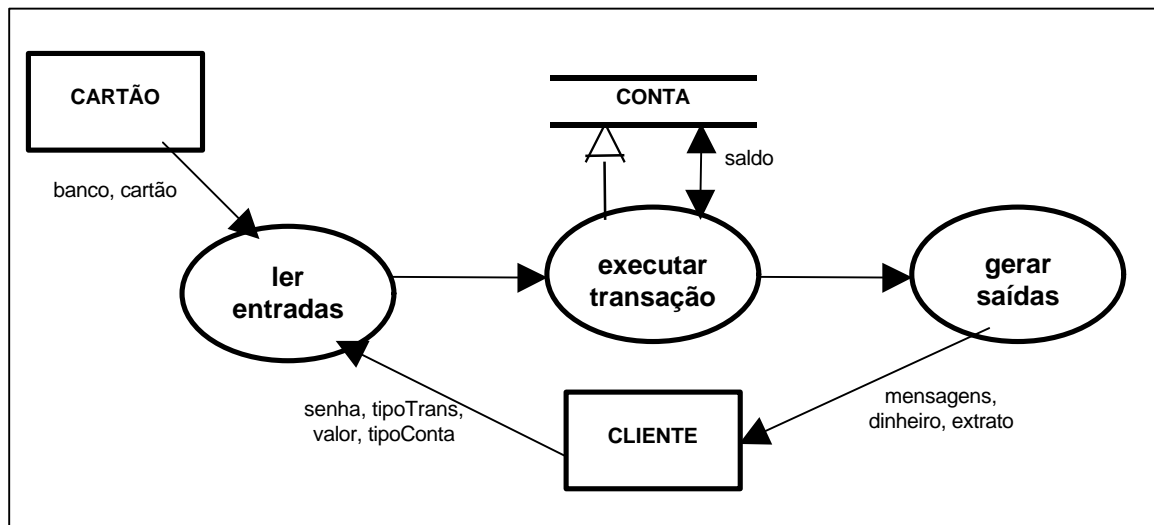 CARTÃO
banco, cartão
CONTA
saldo
ler
entradas
executar
transação
gerar
saídas
senha, tipoTrans,
valor, tipoConta
CLIENTE
mensagens,
dinheiro, extrato